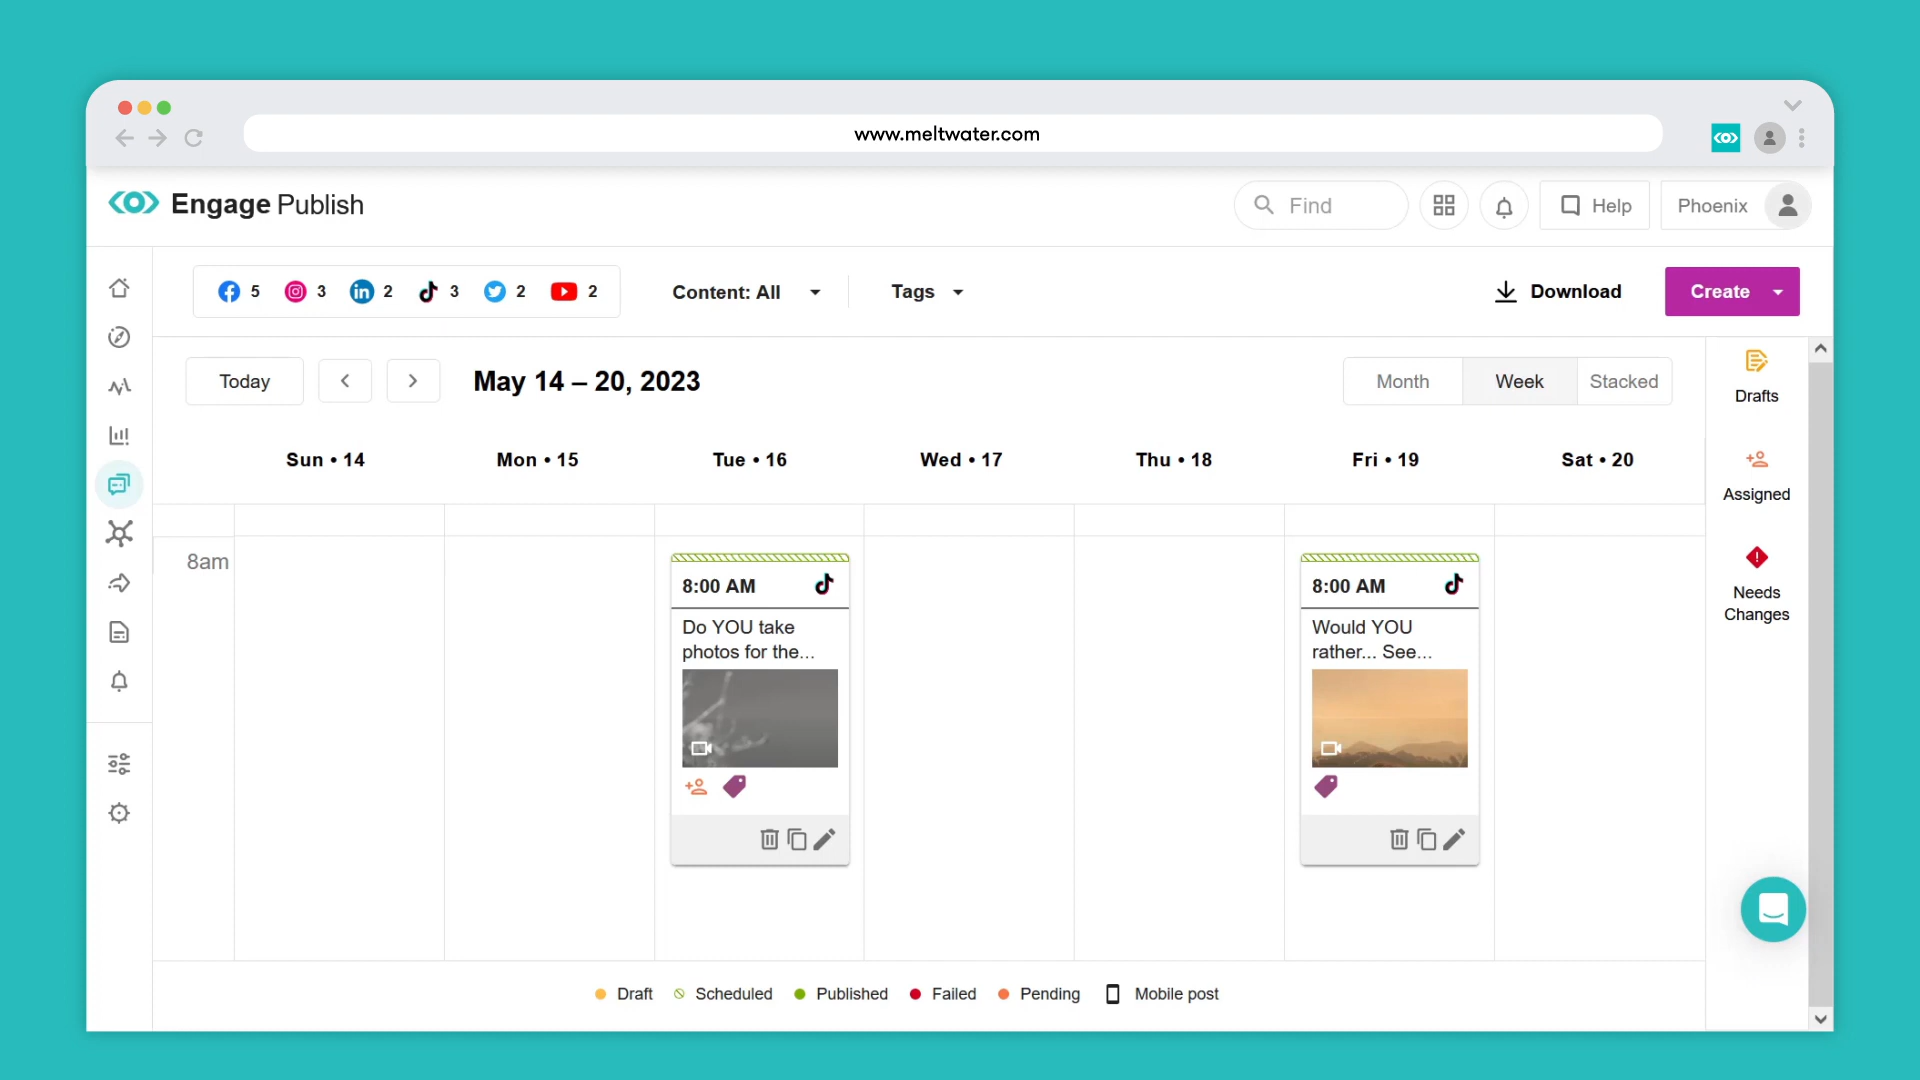 www.meltwater.com
Engage Publish
Find
Help
Phoenix
5 3 2 3 2 2
Content: All
Tags
Download
Create
Today
May 14 – 20, 2023
Month
Week
Stacked
Drafts
Sun • 14
Mon • 15
Tue • 16
Wed • 17
Thu • 18
Fri • 19
Sat • 20
Assigned
Needs
Changes
8am
8:00 AM
Do YOU take
photos for the...
8:00 AM
Would YOU
rather... See...
Draft
Scheduled
Published
Failed
Pending
Mobile post